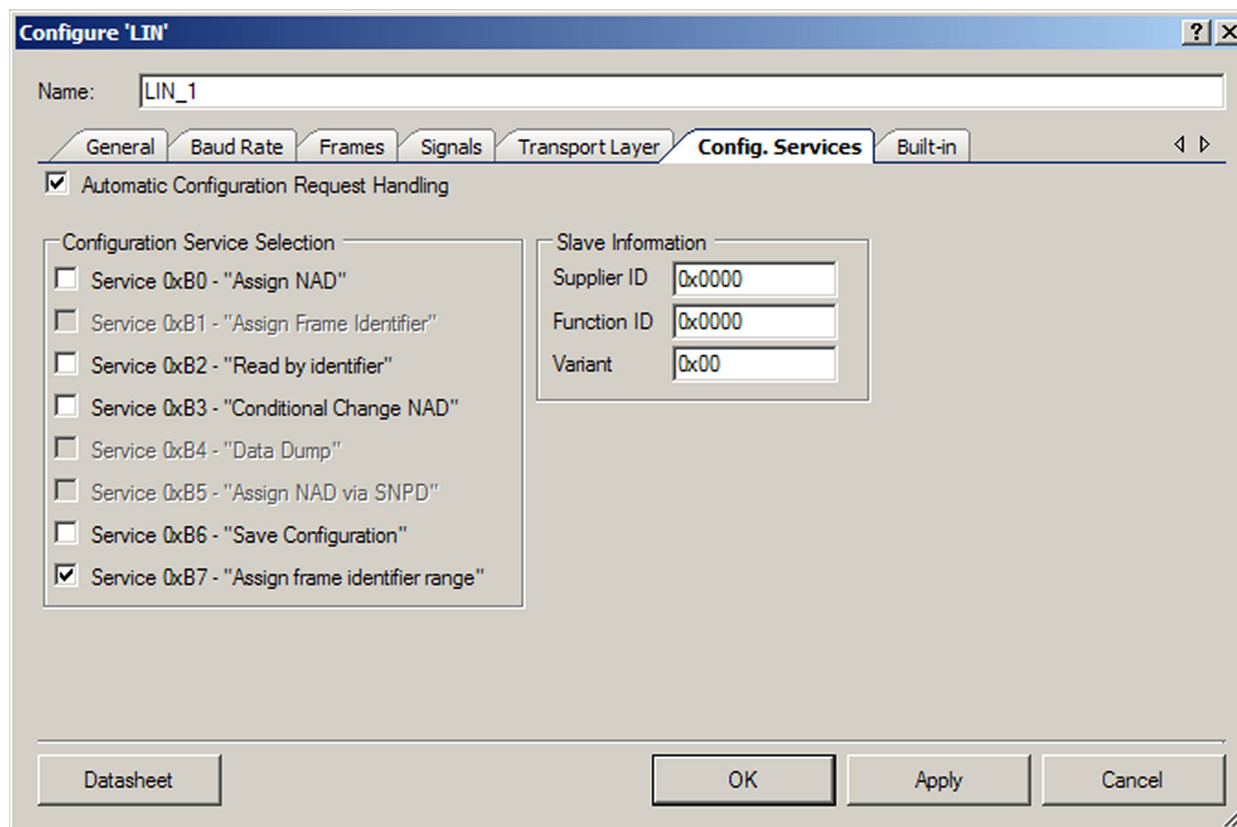 Configure 'LIN'
Name: LIN_1
General Baud Rate Frames Signals Transport Layer Config. Services Built-in
Automatic Configuration Request Handling
Configuration Service Selection
Service 0xB0 - "Assign NAD"
Service 0xB1 - "Assign Frame Identifier"
Service 0xB2 - "Read by identifier"
Service 0xB3 - "Conditional Change NAD"
Service 0xB4 - "Data Dump"
Service 0xB5 - "Assign NAD via SNPD"
Service 0xB6 - "Save Configuration"
Service 0xB7 - "Assign frame identifier range"
Slave Information
Supplier ID 0x0000
Function ID 0x0000
Variant 0x00
Datasheet OK Apply Cancel